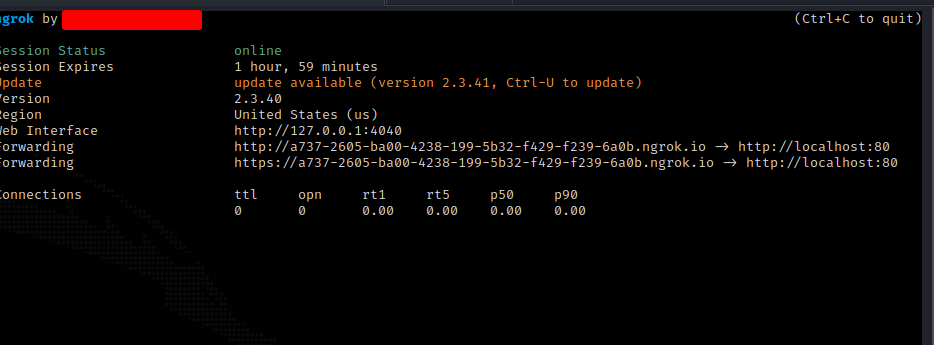 ngrok by (Ctrl+C to quit)
Session Status online
Session Expires 1 hour, 59 minutes
Update update available (version 2.3.41, Ctrl-U to update)
Version 2.3.40
Region United States (us)
Web Interface http://127.0.0.1:4040
Forwarding http://a737-2605-ba00-4238-199-5b32-f429-f239-6a0b.ngrok.io -> http://localhost:80
Forwarding https://a737-2605-ba00-4238-199-5b32-f429-f239-6a0b.ngrok.io -> http://localhost:80
Connections ttl opn rt1 rt5 p50 p90
0 0 0.00 0.00 0.00 0.00